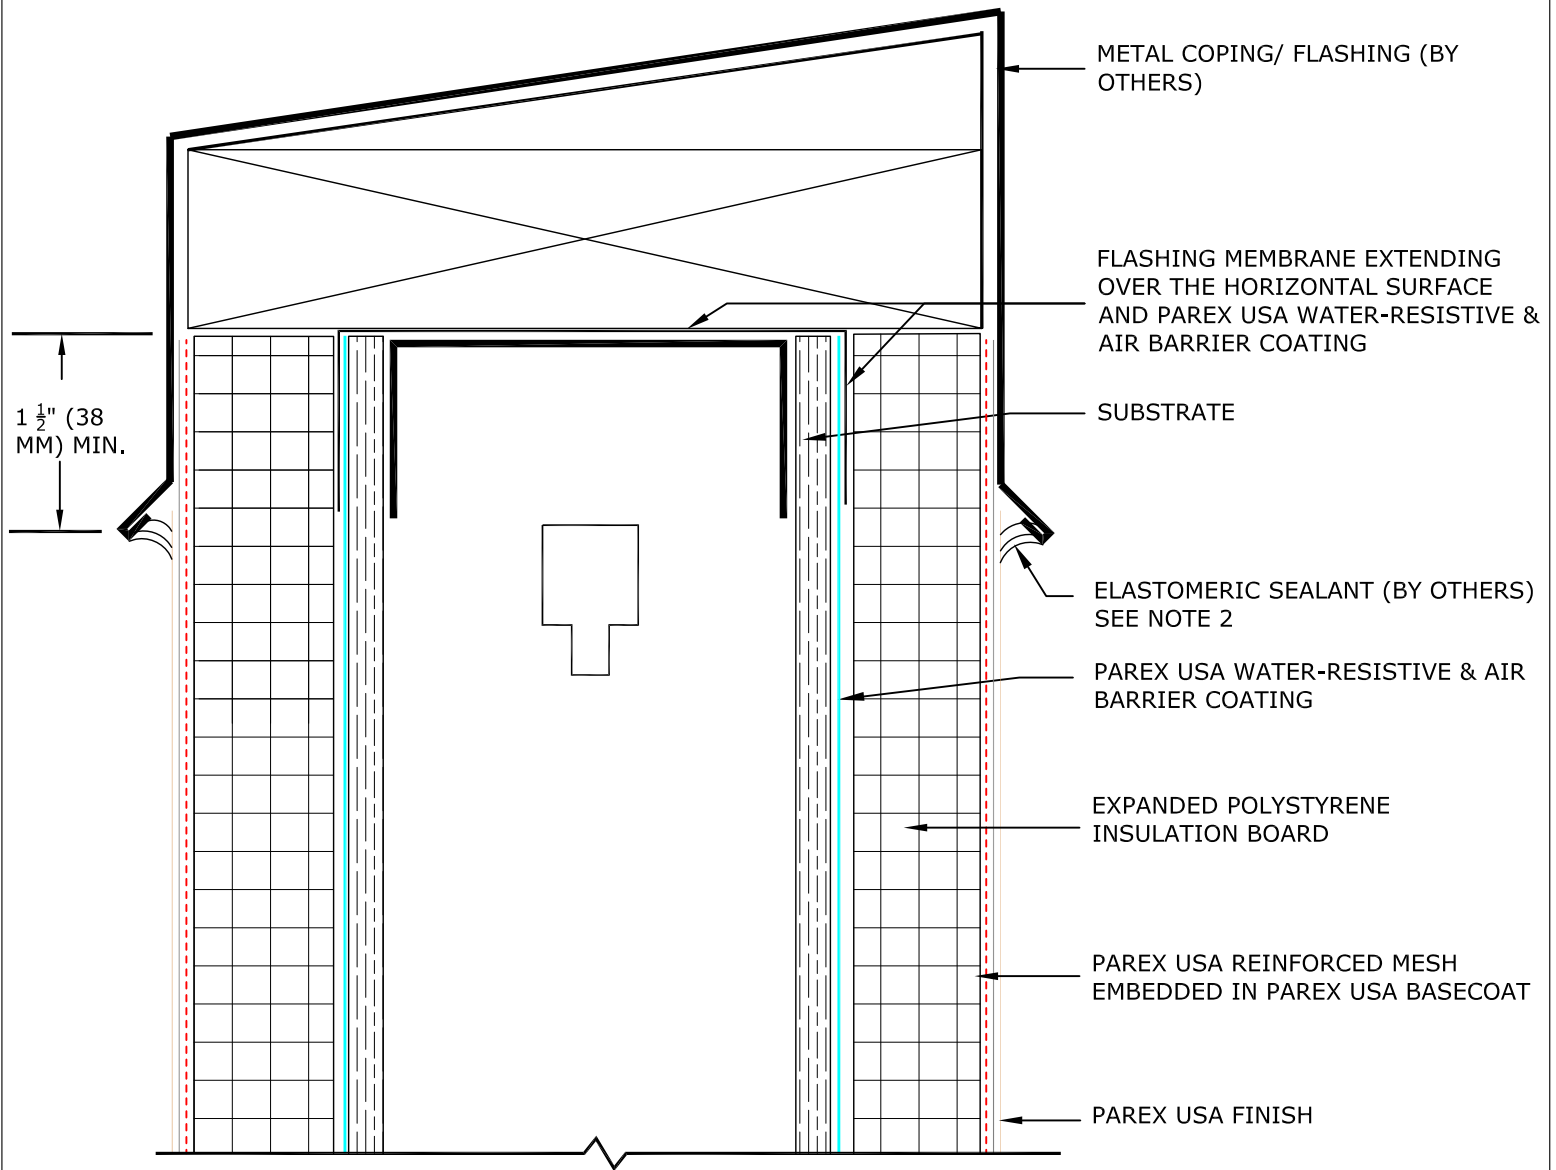 METAL COPING/ FLASHING (BY
OTHERS)
FLASHING MEMBRANE EXTENDING
OVER THE HORIZONTAL SURFACE
AND PAREX USA WATER-RESISTIVE &
AIR BARRIER COATING
1 ½" (38
MM) MIN.
SUBSTRATE
ELASTOMERIC SEALANT (BY OTHERS)
SEE NOTE 2
PAREX USA WATER-RESISTIVE & AIR
BARRIER COATING
EXPANDED POLYSTYRENE
INSULATION BOARD
PAREX USA REINFORCED MESH
EMBEDDED IN PAREX USA BASECOAT
PAREX USA FINISH